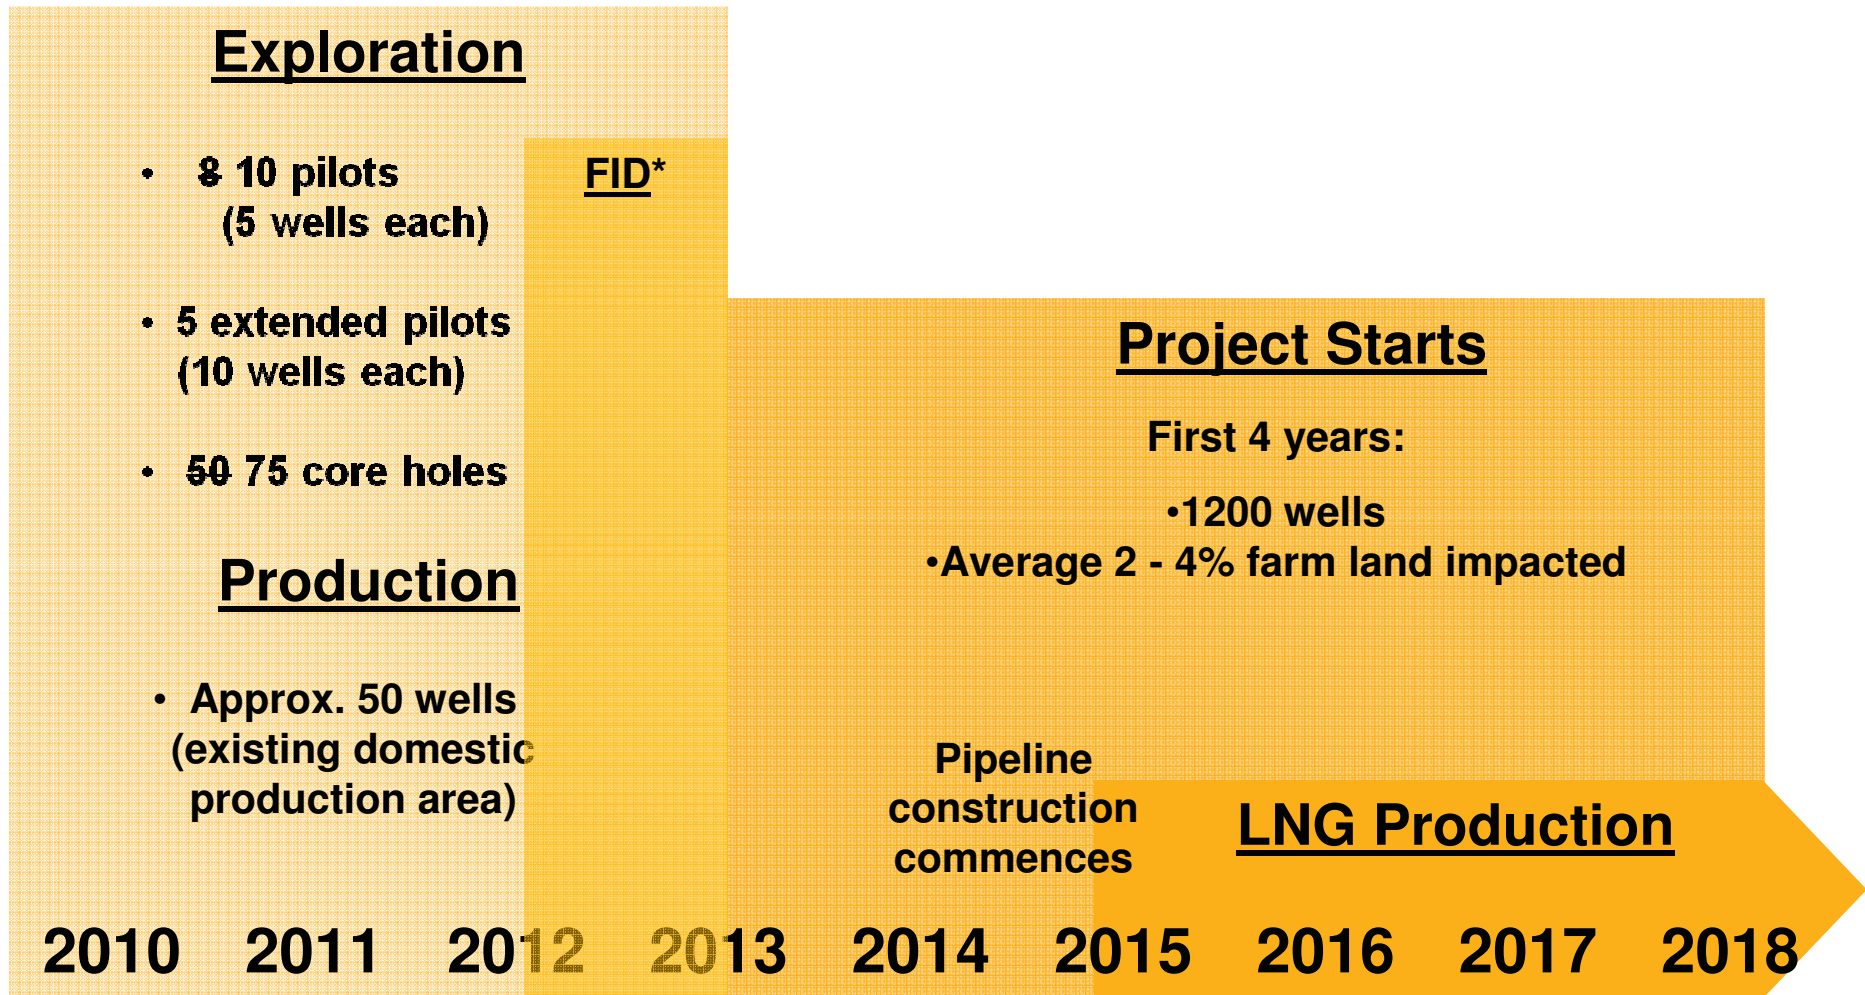 Exploration
• 8 10 pilots
(5 wells each)
• 5 extended pilots
(10 wells each)
• 50 75 core holes
Production
• Approx. 50 wells
(existing domestic
production area)
FID*
Project Starts
First 4 years:
•1200 wells
•Average 2 - 4% farm land impacted
Pipeline
construction
commences
LNG Production
2010 2011 2012 2013 2014 2015 2016 2017 2018